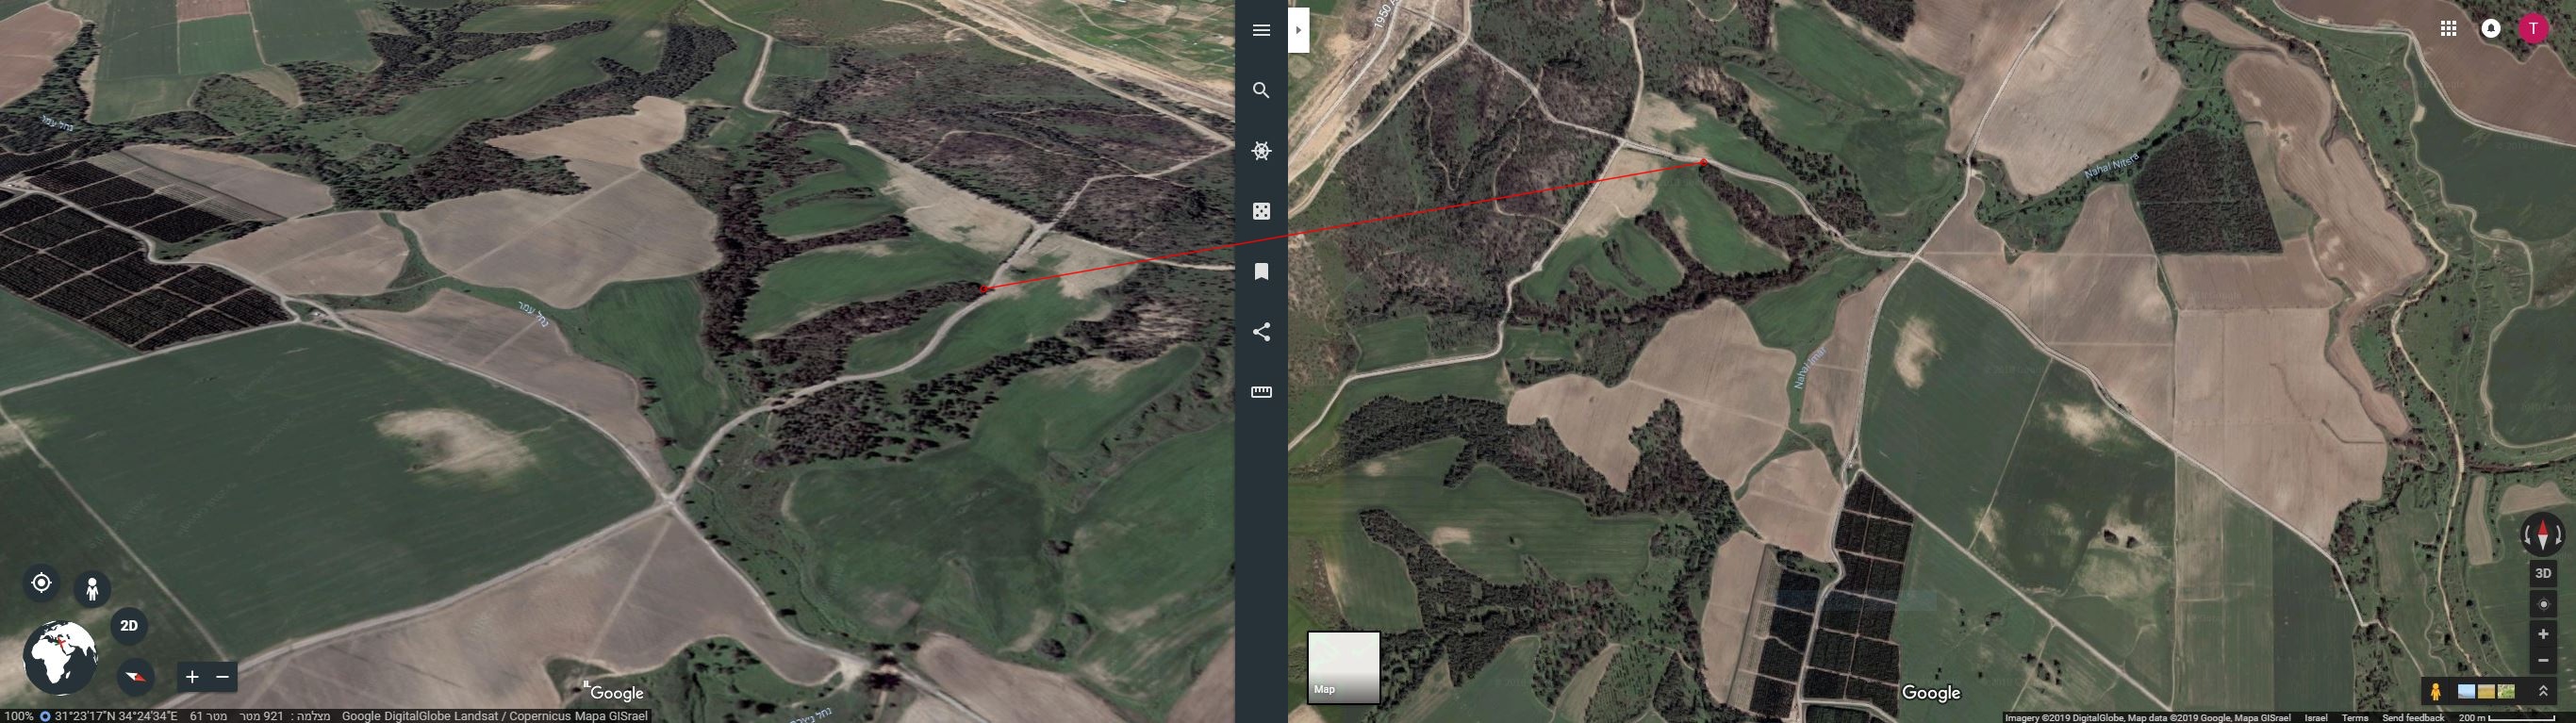 נחל עמר
נחל עמר
2D
Google
100% 31°23'17"N 34°24'34"E 61 מטר מצלמה: 921 מטר Google DigitalGlobe Landsat / Copernicus Mapa GISrael
1950 A
T
Nahal Nitsra
Nahal Amar
Map
Google
3D
Imagery ©2019 DigitalGlobe, Map data ©2019 Google, Mapa GISrael Israel Terms Send feedback 200 m